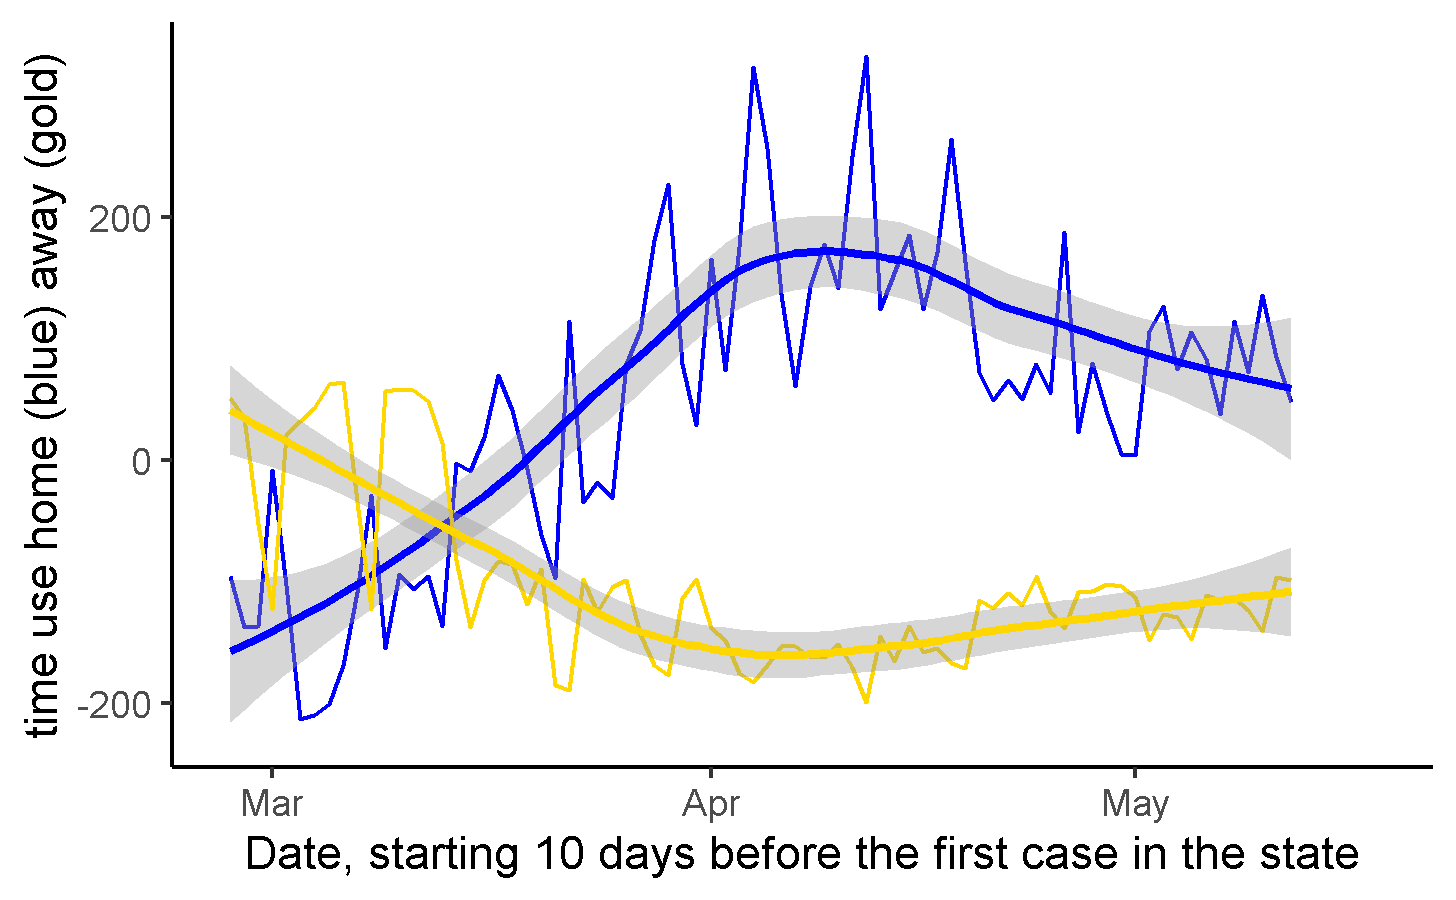 time use home (blue) away (gold)
200
0
-200
Mar
Apr
May
Date, starting 10 days before the first case in the state